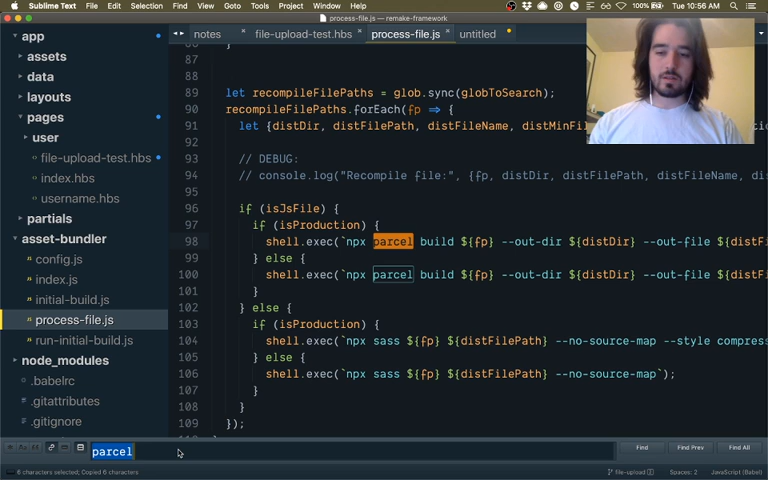 Sublime Text File Edit Selection Find View Goto Tools Project Window Help 100% Tue 10:56 AM
process-file.js — remake-framework
notes file-upload-test.hbs process-file.js untitled
app
assets
data
layouts
pages
user
file-upload-test.hbs
index.hbs
username.hbs
partials
asset-bundler
config.js
index.js
initial-build.js
process-file.js
run-initial-build.js
node_modules
.babelrc
.gitattributes
.gitignore
86 }
87
88
89 let recompileFilePaths = glob.sync(globToSearch);
90 recompileFilePaths.forEach(fp => {
91 let {distDir, distFilePath, distFileName, distMinFil
92
93 // DEBUG:
94 // console.log("Recompile file:", {fp, distDir, distFilePath, distFileName, di
95
96 if (isJsFile) {
97 if (isProduction) {
98 shell.exec(`npx parcel build ${fp} --out-dir ${distDir} --out-file ${distFi
99 } else {
100 shell.exec(`npx parcel build ${fp} --out-dir ${distDir} --out-file ${distFi
101 }
102 } else {
103 if (isProduction) {
104 shell.exec(`npx sass ${fp} ${distFilePath} --no-source-map --style compress
105 } else {
106 shell.exec(`npx sass ${fp} ${distFilePath} --no-source-map`);
107 }
108 }
109 });
parcel Find Find Prev Find All
6 characters selected; Copied 6 characters file-upload Spaces: 2 JavaScript (Babel)